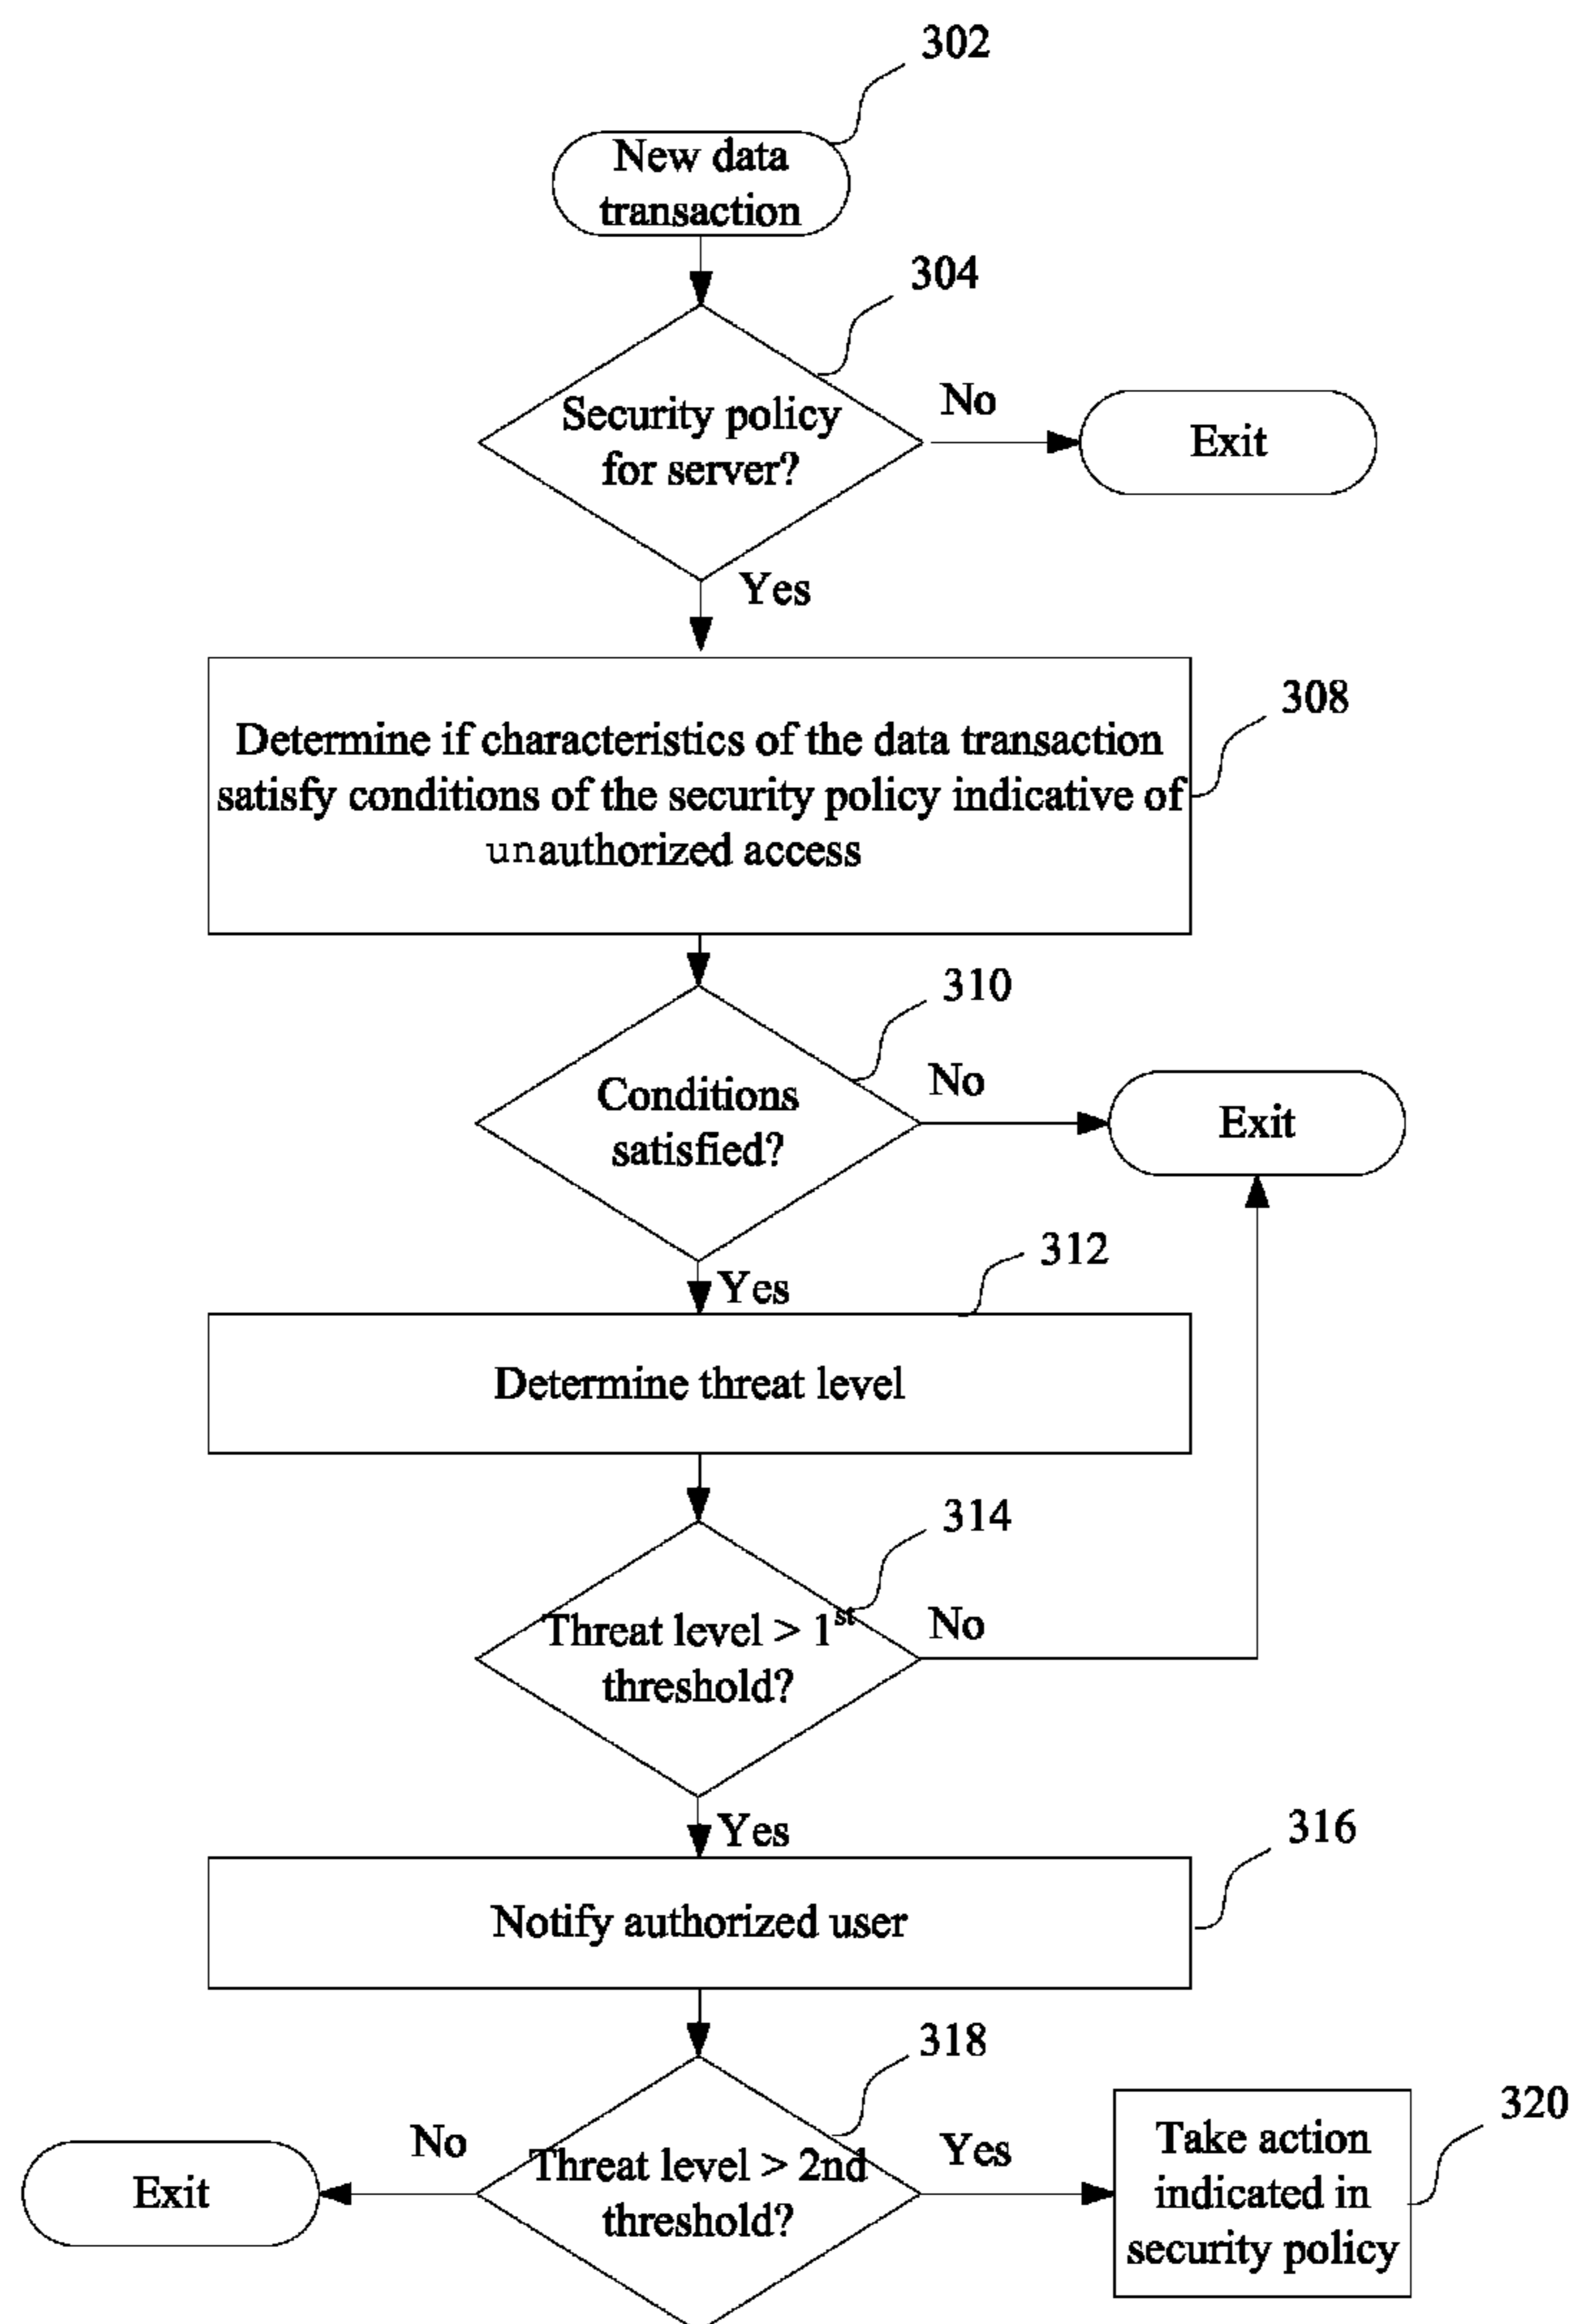 302
New data
transaction
304
Security policy
for server?
No
Exit
Yes
308
Determine if characteristics of the data transaction
satisfy conditions of the security policy indicative of
unauthorized access
310
Conditions
satisfied?
No
Exit
312
Yes
Determine threat level
314
Threat level > 1st
threshold?
No
Yes
316
Notify authorized user
318
320
No
Threat level > 2nd
threshold?
Yes
Exit
Take action
indicated in
security policy